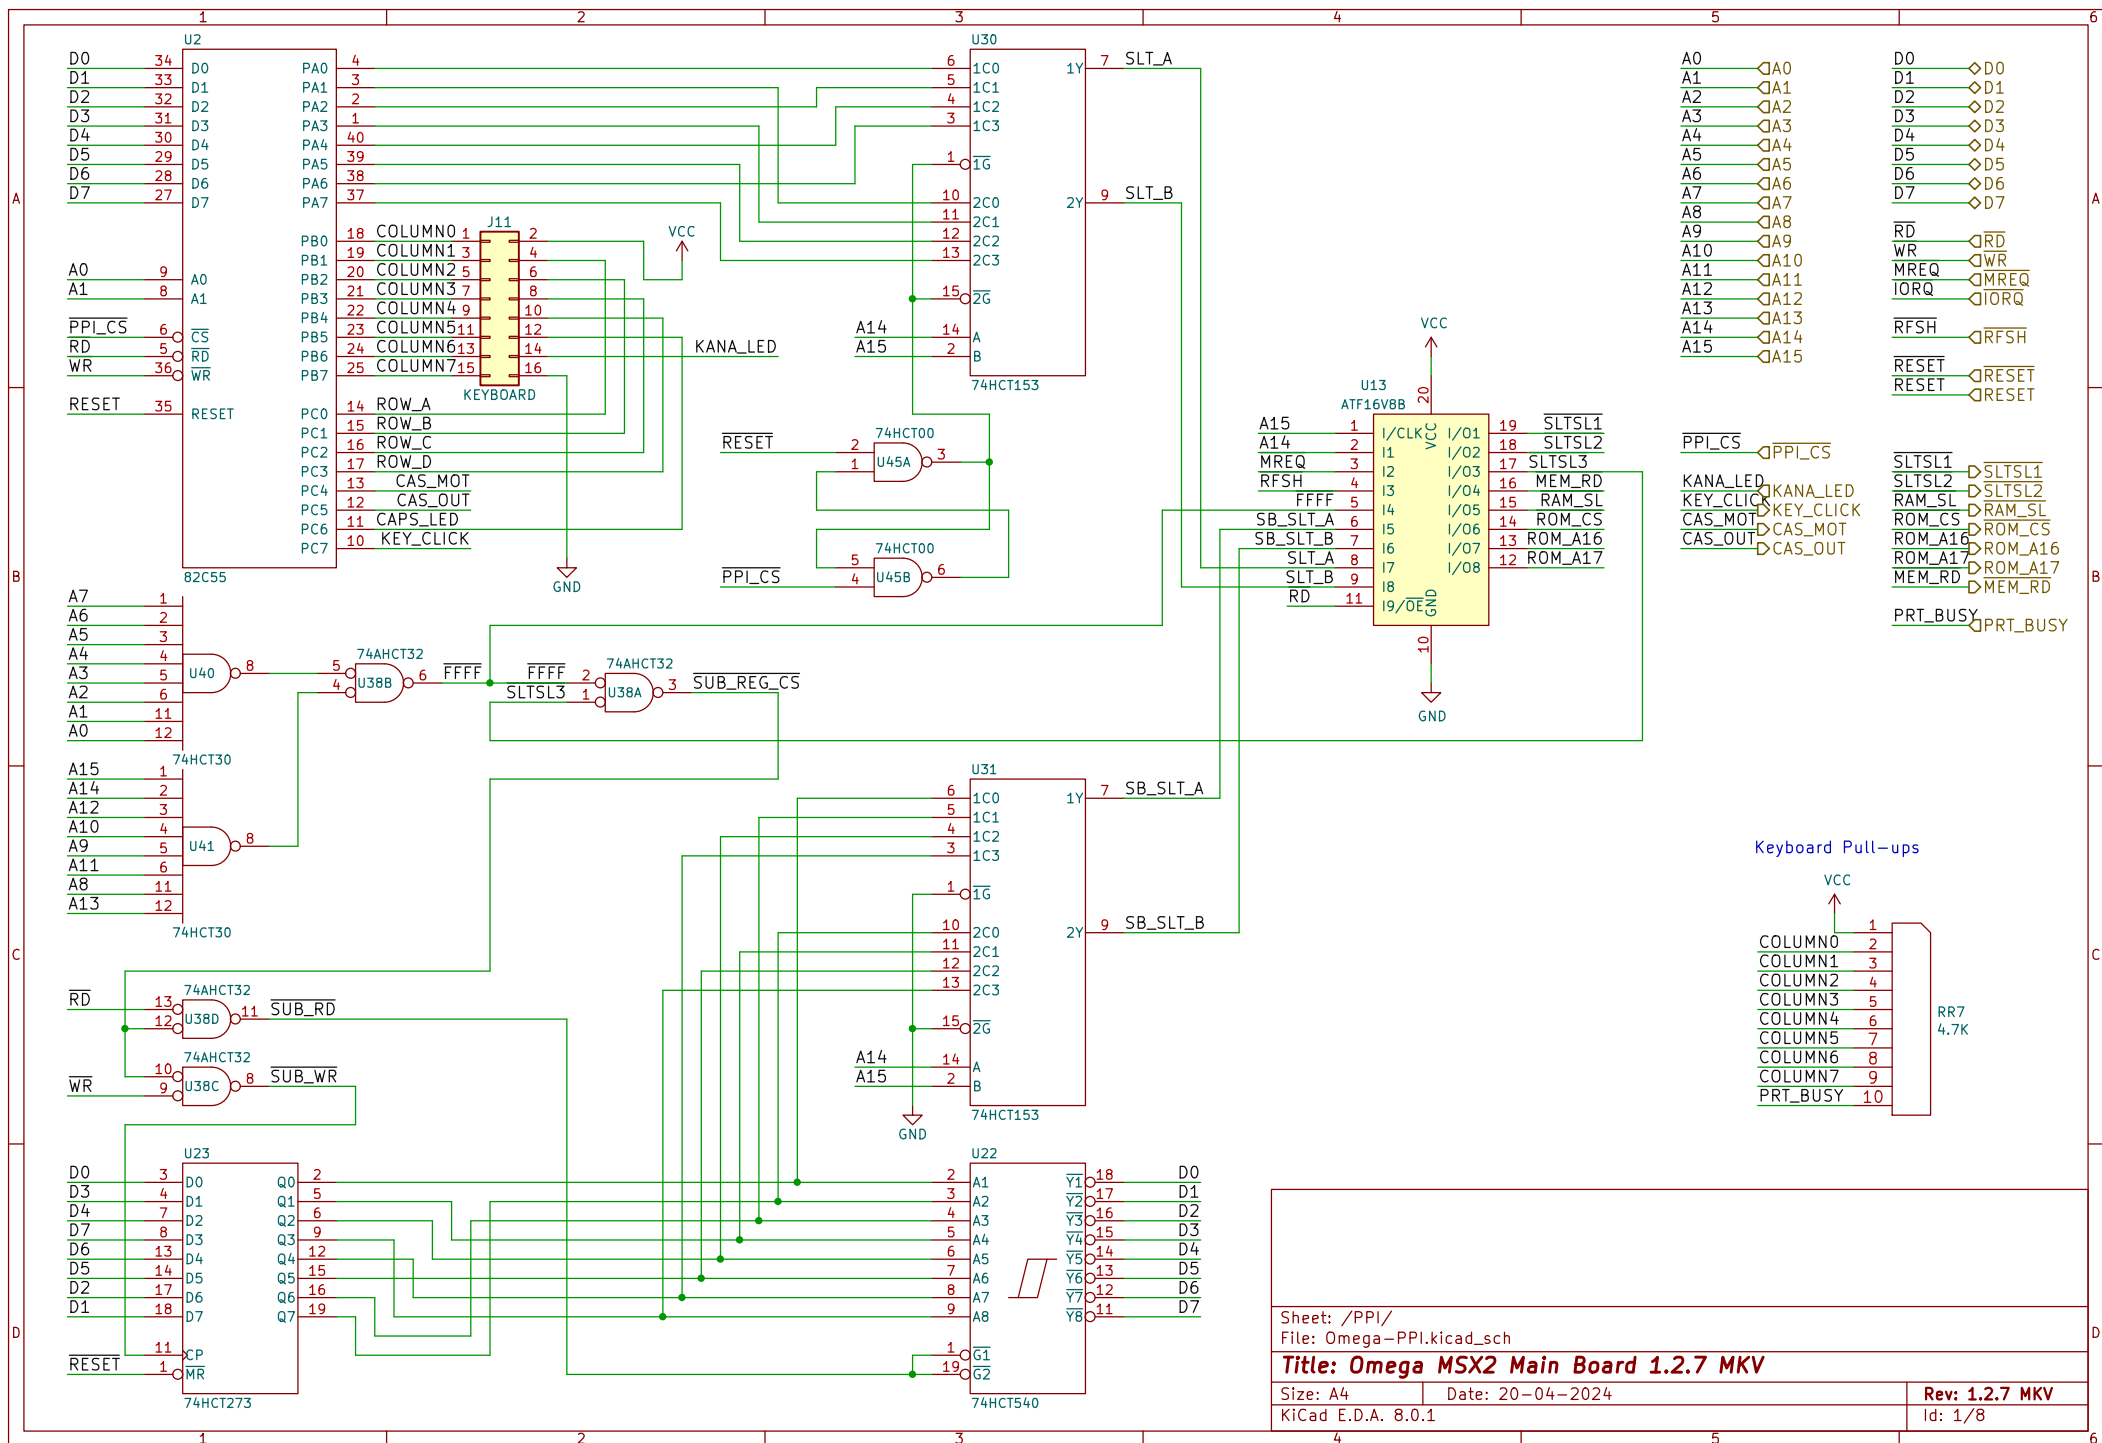 1 2 3 4 5 6
A B C D
U2
D0 34 D0 PA0 4
D1 33 D1 PA1 3
D2 32 D2 PA2 2
D3 31 D3 PA3 1
D4 30 D4 PA4 40
D5 29 D5 PA5 39
D6 28 D6 PA6 38
D7 27 D7 PA7 37
PB0 18 COLUMN0
PB1 19 COLUMN1
A0 9 A0 PB2 20 COLUMN2
A1 8 A1 PB3 21 COLUMN3
PB4 22 COLUMN4
PPI_CS 6 CS PB5 23 COLUMN5
RD 5 RD PB6 24 COLUMN6
WR 36 WR PB7 25 COLUMN7
RESET 35 RESET PC0 14 ROW_A
PC1 15 ROW_B
PC2 16 ROW_C
PC3 17 ROW_D
PC4 13 CAS_MOT
PC5 12 CAS_OUT
PC6 11 CAPS_LED
PC7 10 KEY_CLICK
82C55
J11
1 2
3 4
5 6
7 8
9 10
11 12
13 14 KANA_LED
15 16
KEYBOARD
VCC
GND
U30
6 1C0 1Y 7 SLT_A
5 1C1
4 1C2
3 1C3
1 1G
10 2C0 2Y 9 SLT_B
11 2C1
12 2C2
13 2C3
15 2G
A14 14 A
A15 2 B
74HCT153
74HCT00
RESET 2
1 U45A 3
74HCT00
5 U45B 6
PPI_CS 4
VCC
U13
ATF16V8B
20
VCC
A15 1 I/CLK I/O1 19 SLTSL1
A14 2 I1 I/O2 18 SLTSL2
MREQ 3 I2 I/O3 17 SLTSL3
RFSH 4 I3 I/O4 16 MEM_RD
FFFF 5 I4 I/O5 15 RAM_SL
SB_SLT_A 6 I5 I/O6 14 ROM_CS
SB_SLT_B 7 I6 I/O7 13 ROM_A16
SLT_A 8 I7 I/O8 12 ROM_A17
SLT_B 9 I8
RD 11 I9/OE
GND
10
GND
A0 A0
A1 A1
A2 A2
A3 A3
A4 A4
A5 A5
A6 A6
A7 A7
A8 A8
A9 A9
A10 A10
A11 A11
A12 A12
A13 A13
A14 A14
A15 A15
PPI_CS PPI_CS
KANA_LED KANA_LED
KEY_CLICK KEY_CLICK
CAS_MOT CAS_MOT
CAS_OUT CAS_OUT
D0 D0
D1 D1
D2 D2
D3 D3
D4 D4
D5 D5
D6 D6
D7 D7
RD RD
WR WR
MREQ MREQ
IORQ IORQ
RFSH RFSH
RESET RESET
RESET RESET
SLTSL1 SLTSL1
SLTSL2 SLTSL2
RAM_SL RAM_SL
ROM_CS ROM_CS
ROM_A16 ROM_A16
ROM_A17 ROM_A17
MEM_RD MEM_RD
PRT_BUSY PRT_BUSY
A7 1
A6 2
A5 3
A4 4
A3 5
A2 6
A1 11
A0 12
U40 8
74HCT30
A15 1
A14 2
A12 3
A10 4
A9 5
A11 6
A8 11
A13 12
U41 8
74HCT30
74AHCT32
5 U38B 6 FFFF
4
74AHCT32
FFFF 2 U38A 3 SUB_REG_CS
SLTSL3 1
74AHCT32
RD 13 U38D 11 SUB_RD
12
74AHCT32
10 U38C 8 SUB_WR
WR 9
U31
6 1C0 1Y 7 SB_SLT_A
5 1C1
4 1C2
3 1C3
1 1G
10 2C0 2Y 9 SB_SLT_B
11 2C1
12 2C2
13 2C3
15 2G
A14 14 A
A15 2 B
74HCT153
GND
U23
D0 3 D0 Q0 2
D3 4 D1 Q1 5
D4 7 D2 Q2 6
D7 8 D3 Q3 9
D6 13 D4 Q4 12
D5 14 D5 Q5 15
D2 17 D6 Q6 16
D1 18 D7 Q7 19
11 CP
RESET 1 MR
74HCT273
U22
2 A1 Y1 18 D0
3 A2 Y2 17 D1
4 A3 Y3 16 D2
5 A4 Y4 15 D3
6 A5 Y5 14 D4
7 A6 Y6 13 D5
8 A7 Y7 12 D6
9 A8 Y8 11 D7
1 G1
19 G2
74HCT540
Keyboard Pull-ups
VCC
1
COLUMN0 2
COLUMN1 3
COLUMN2 4
COLUMN3 5
COLUMN4 6
COLUMN5 7
COLUMN6 8
COLUMN7 9
PRT_BUSY 10
RR7
4.7K
Sheet: /PPI/
File: Omega-PPI.kicad_sch
Title: Omega MSX2 Main Board 1.2.7 MKV
Size: A4 Date: 20-04-2024 Rev: 1.2.7 MKV
KiCad E.D.A. 8.0.1 Id: 1/8
A B C D
1 2 3 4 5 6